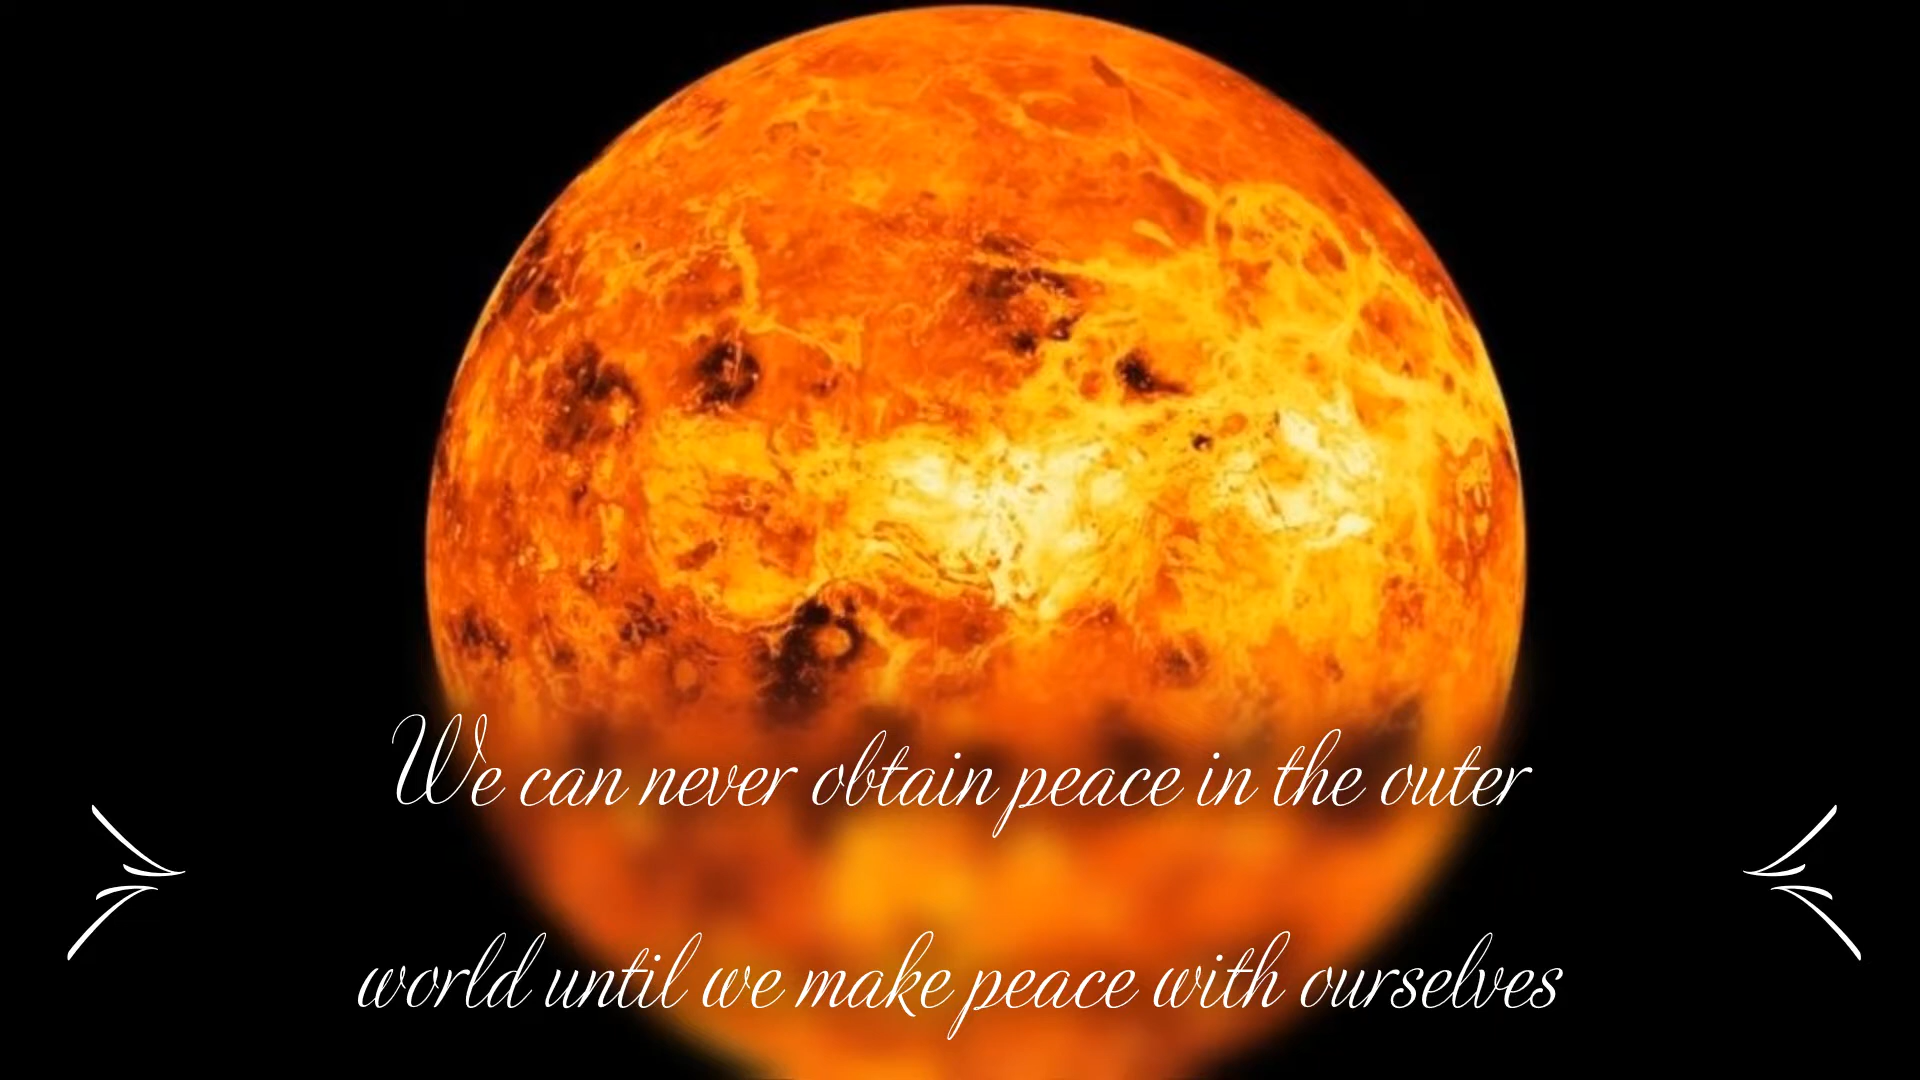 We can never obtain peace in the outer
world until we make peace with ourselves